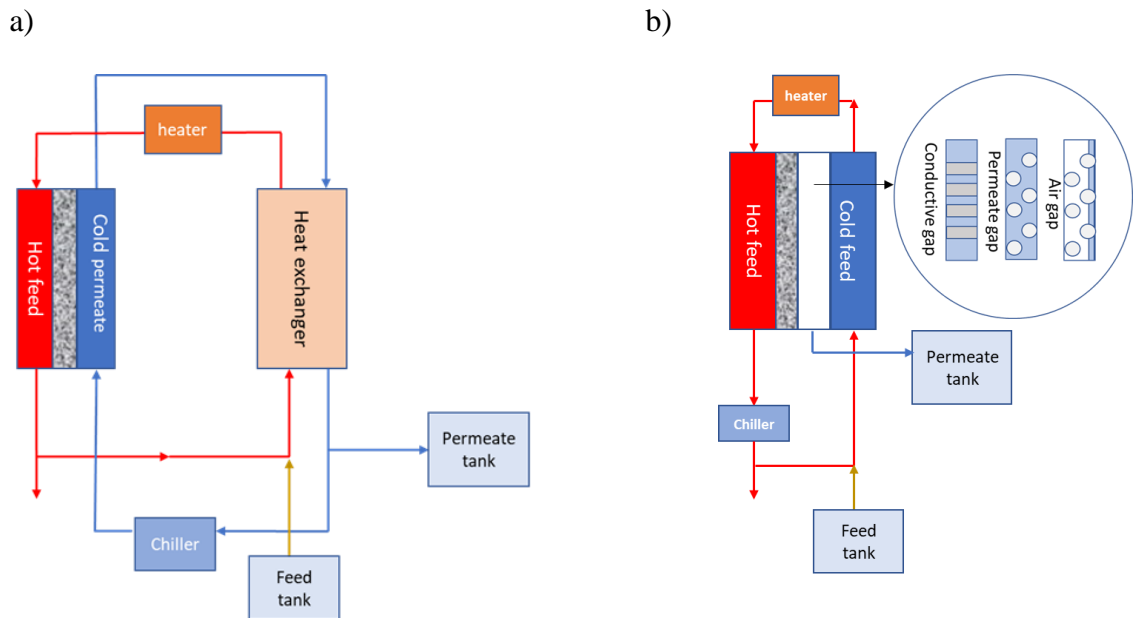 a)
heater
Hot feed
Cold permeate
Heat exchanger
Permeate
tank
Chiller
Feed
tank
b)
heater
Hot feed
Cold feed
Conductive gap
Permeate gap
Air gap
Permeate
tank
Chiller
Feed
tank